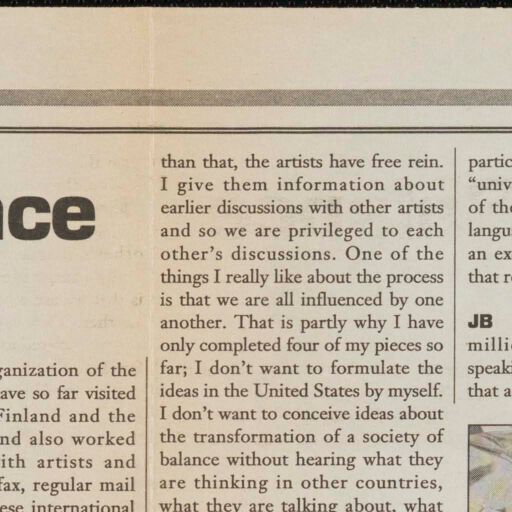 ce
ganization of the
ave so far visited
Finland and the
nd also worked
ith artists and
fax, regular mail
ese international
than that, the artists have free rein.
I give them information about
earlier discussions with other artists
and so we are privileged to each
other's discussions. One of the
things I really like about the process
is that we are all influenced by one
another. That is partly why I have
only completed four of my pieces so
far; I don't want to formulate the
ideas in the United States by myself.
I don't want to conceive ideas about
the transformation of a society of
balance without hearing what they
are thinking in other countries,
what they are talking about, what
partic
“univ
of the
langu
an ex
that r
JB
milli
speak
that a